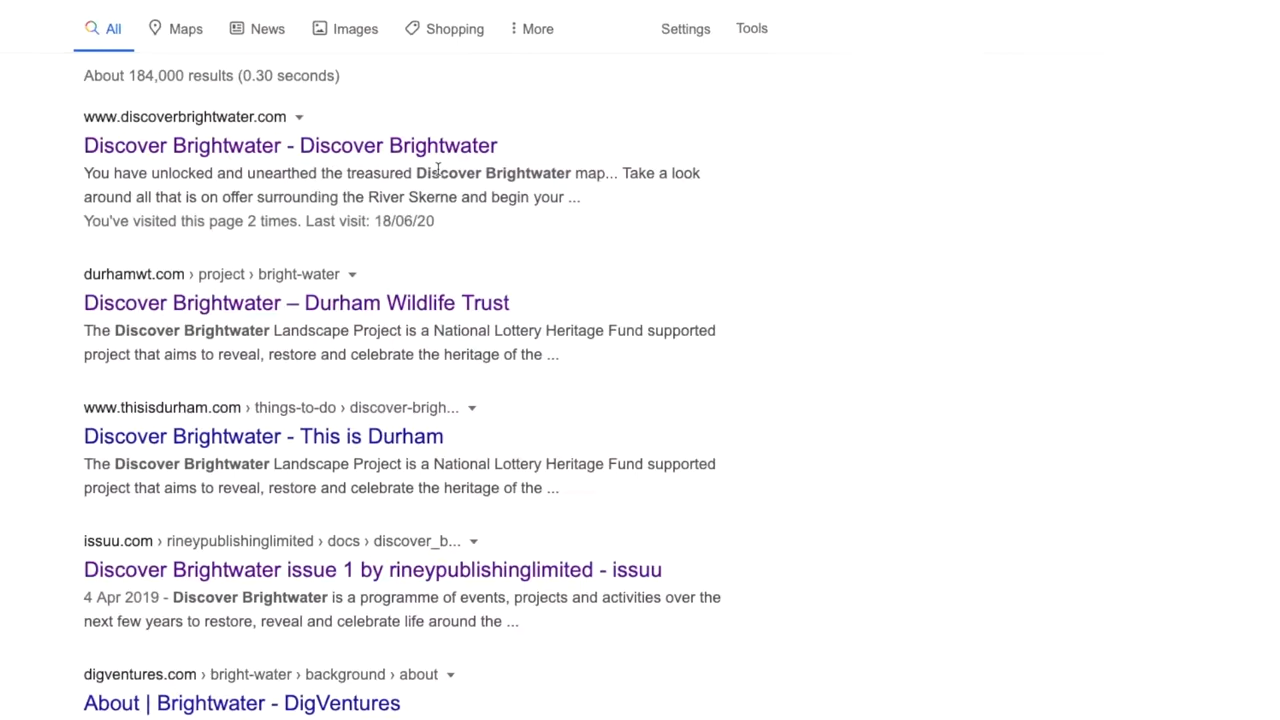 All Maps News Images Shopping More Settings Tools
About 184,000 results (0.30 seconds)
www.discoverbrightwater.com
Discover Brightwater - Discover Brightwater
You have unlocked and unearthed the treasured Discover Brightwater map... Take a look
around all that is on offer surrounding the River Skerne and begin your ...
You've visited this page 2 times. Last visit: 18/06/20
durhamwt.com › project › bright-water
Discover Brightwater – Durham Wildlife Trust
The Discover Brightwater Landscape Project is a National Lottery Heritage Fund supported
project that aims to reveal, restore and celebrate the heritage of the ...
www.thisisdurham.com › things-to-do › discover-brigh...
Discover Brightwater - This is Durham
The Discover Brightwater Landscape Project is a National Lottery Heritage Fund supported
project that aims to reveal, restore and celebrate the heritage of the ...
issuu.com › rineypublishinglimited › docs › discover_b...
Discover Brightwater issue 1 by rineypublishinglimited - issuu
4 Apr 2019 - Discover Brightwater is a programme of events, projects and activities over the
next few years to restore, reveal and celebrate life around the ...
digventures.com › bright-water › background › about
About | Brightwater - DigVentures